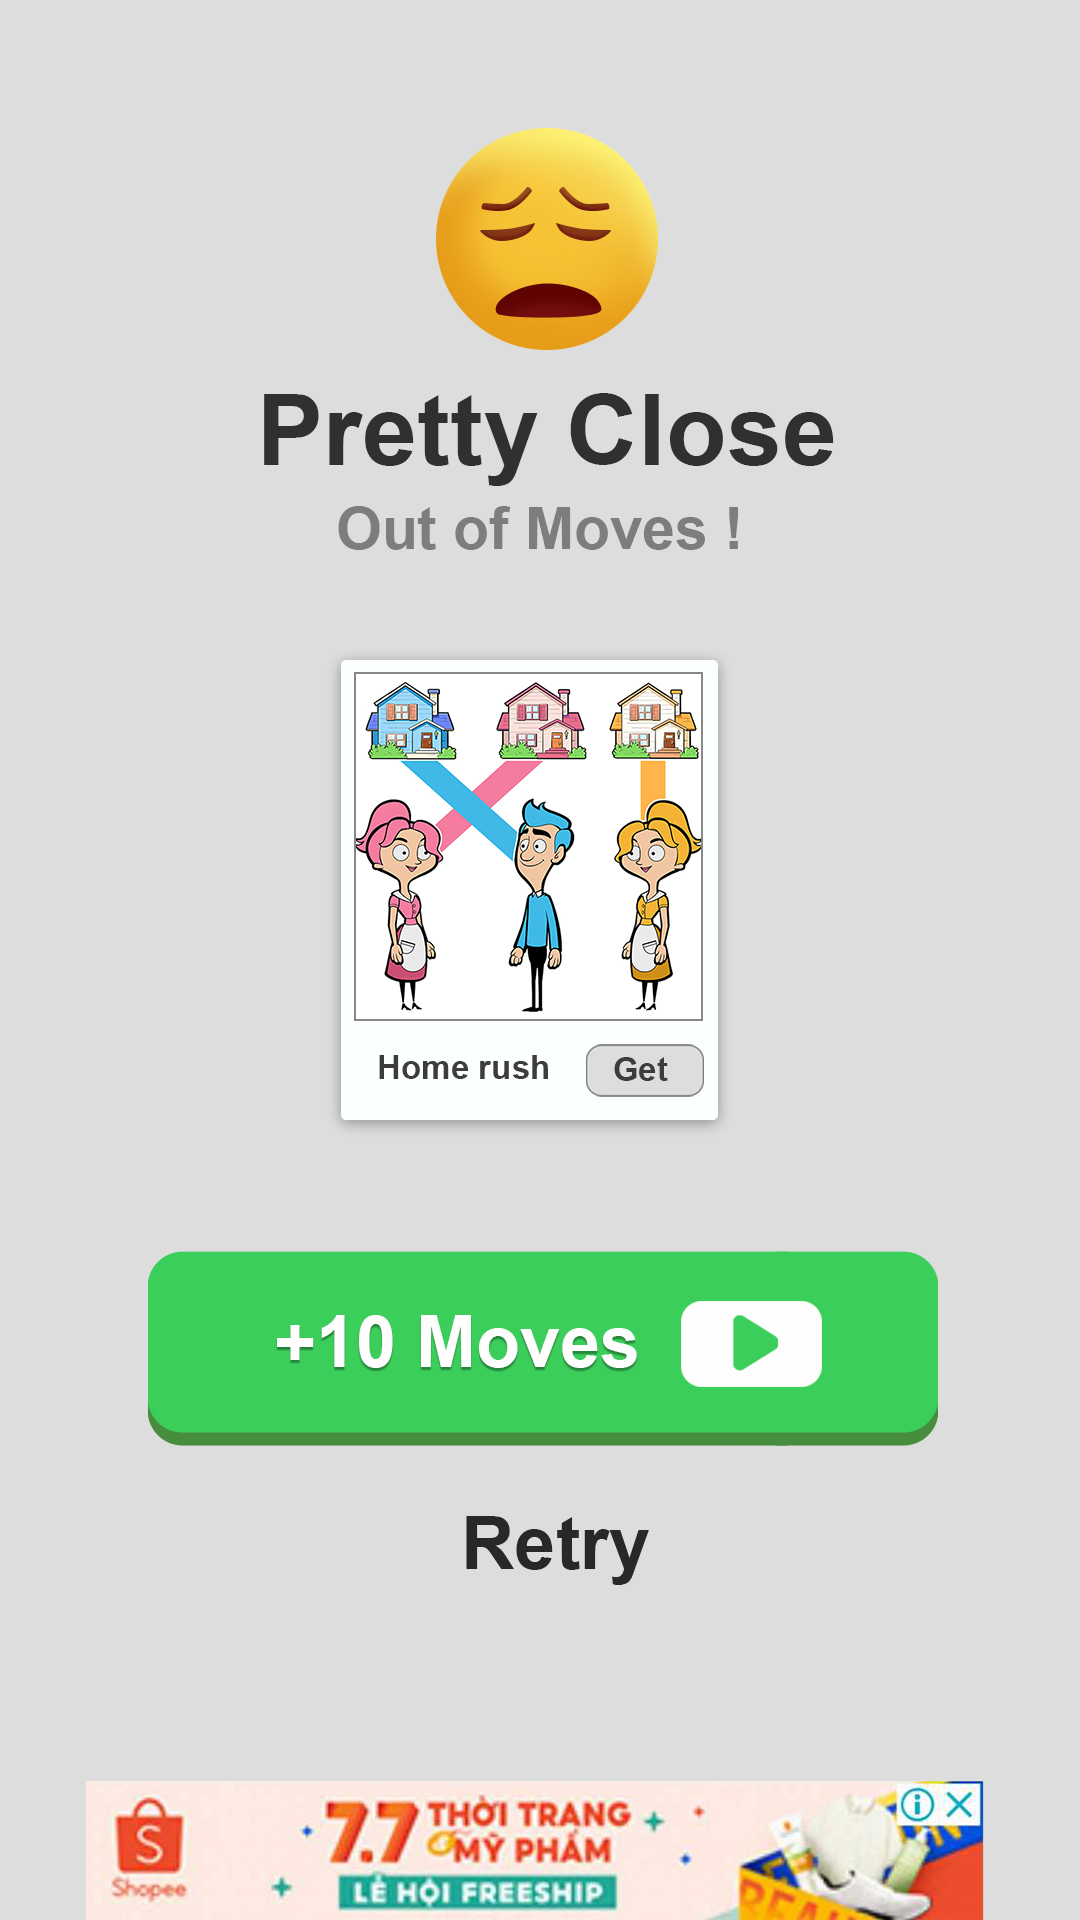 Pretty Close
Out of Moves !
Home rush
Get
+10 Moves
Retry
7.7 THỜI TRANG
& MỸ PHẨM
LỄ HỘI FREESHIP
S
Shopee